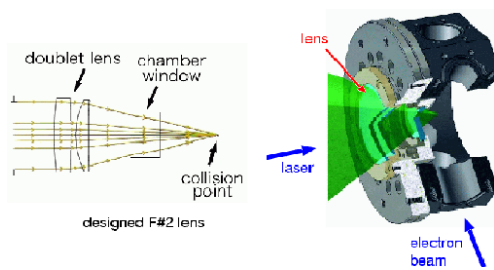 doublet lens
chamber
window
collision
point
designed F#2 lens
lens
laser
electron
beam